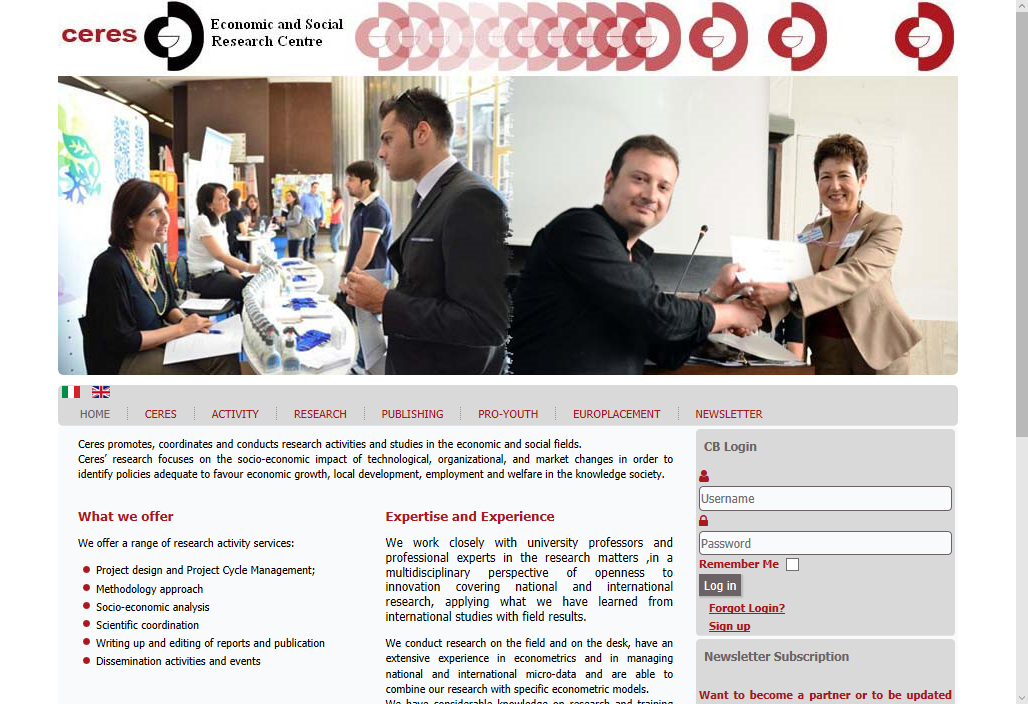 ceres
Economic and Social
Research Centre
HOME
CERES
ACTIVITY
RESEARCH
PUBLISHING
PRO-YOUTH
EUROPLACEMENT
NEWSLETTER
Ceres promotes, coordinates and conducts research activities and studies in the economic and social fields.
Ceres’ research focuses on the socio-economic impact of technological, organizational, and market changes in order to
identify policies adequate to favour economic growth, local development, employment and welfare in the knowledge society.
What we offer
We offer a range of research activity services:
Project design and Project Cycle Management;
Methodology approach
Socio-economic analysis
Scientific coordination
Writing up and editing of reports and publication
Dissemination activities and events
Expertise and Experience
We work closely with university professors and
professional experts in the research matters ,in a
multidisciplinary perspective of openness to
innovation covering national and international
research, applying what we have learned from
international studies with field results.
We conduct research on the field and on the desk, have an
extensive experience in econometrics and in managing
national and international micro-data and are able to
combine our research with specific econometric models.
We have considerable knowledge on research and training
CB Login
Username
Password
Remember Me
Log in
Forgot Login?
Sign up
Newsletter Subscription
Want to become a partner or to be updated